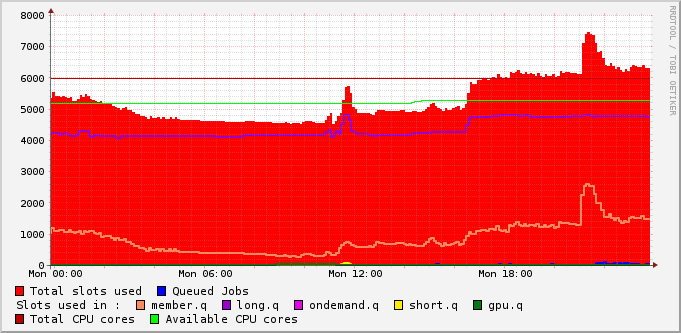 8000
7000
6000
5000
4000
3000
2000
1000
0
Mon 00:00 Mon 06:00 Mon 12:00 Mon 18:00
RRDTOOL / TOBI OETIKER
Total slots used Queued Jobs
Slots used in : member.q long.q ondemand.q short.q gpu.q
Total CPU cores Available CPU cores